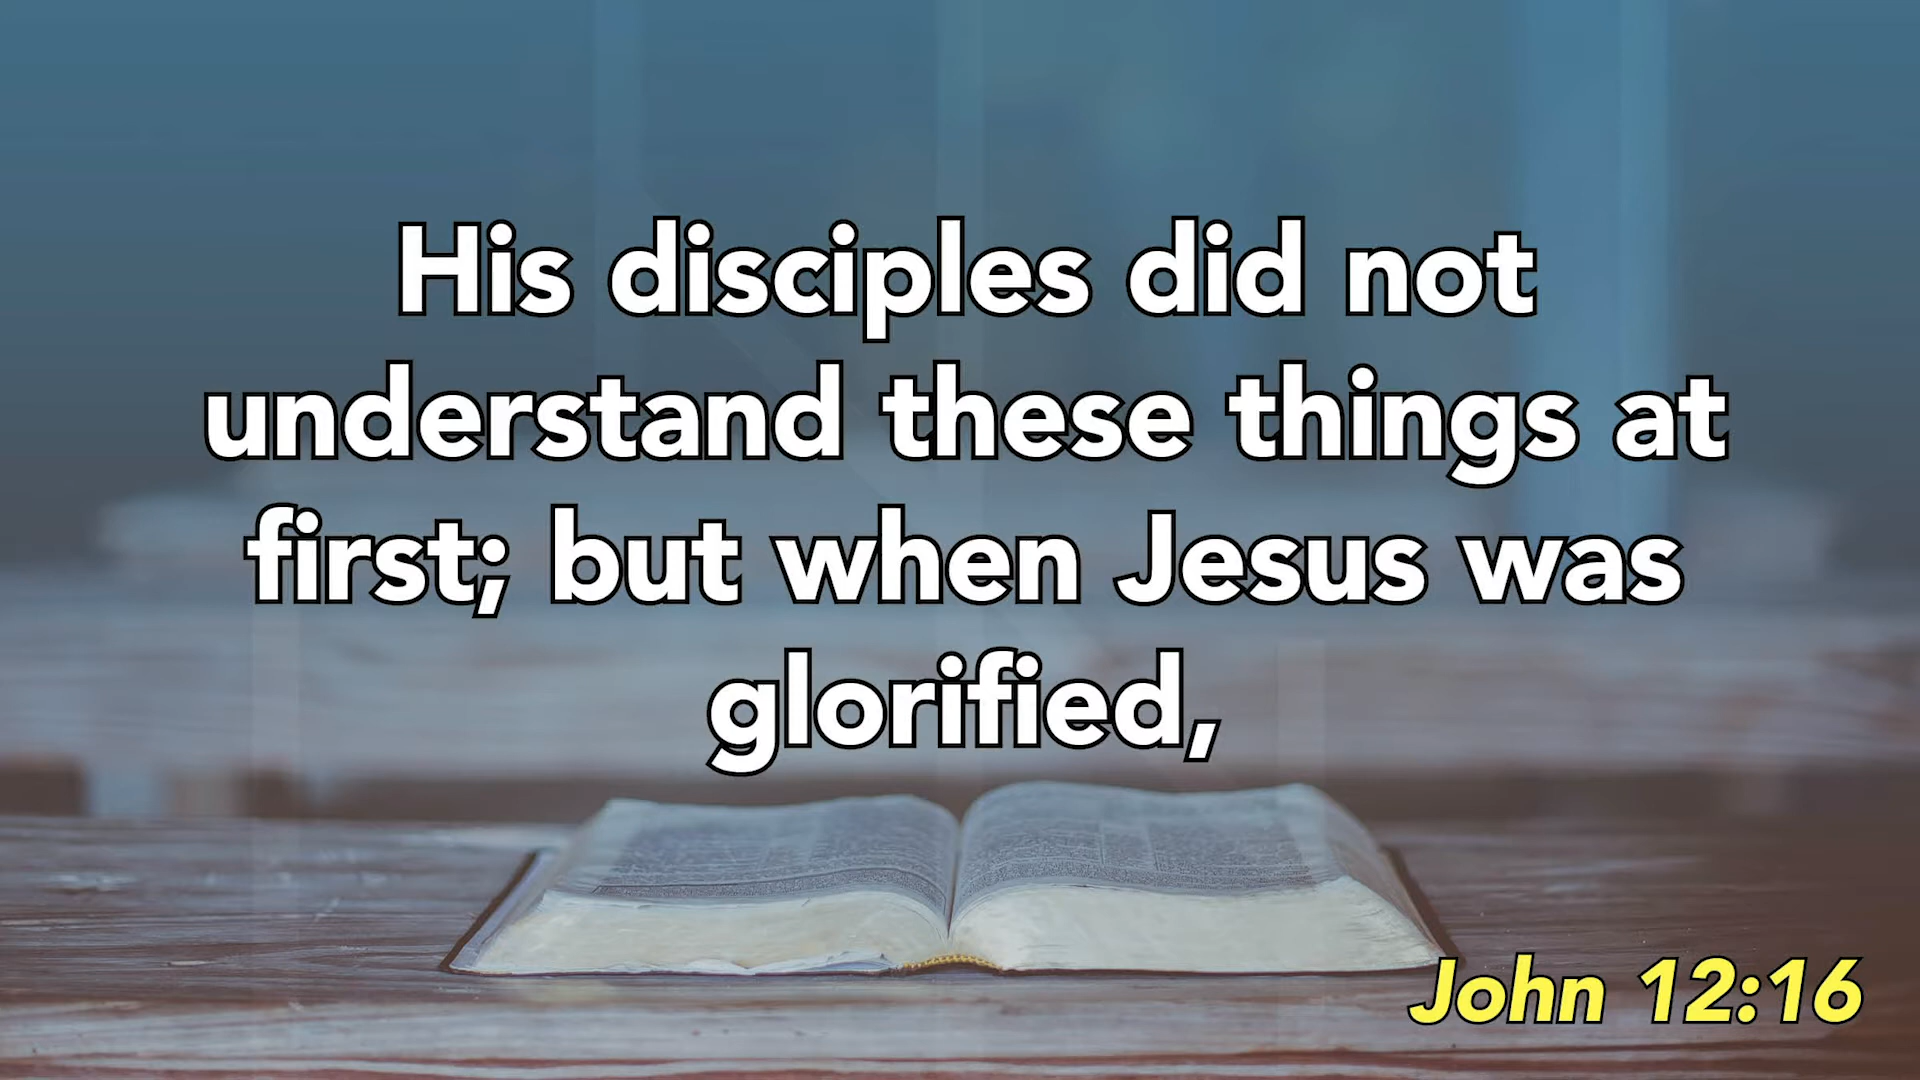 His disciples did not
understand these things at
first; but when Jesus was
glorified,
John 12:16